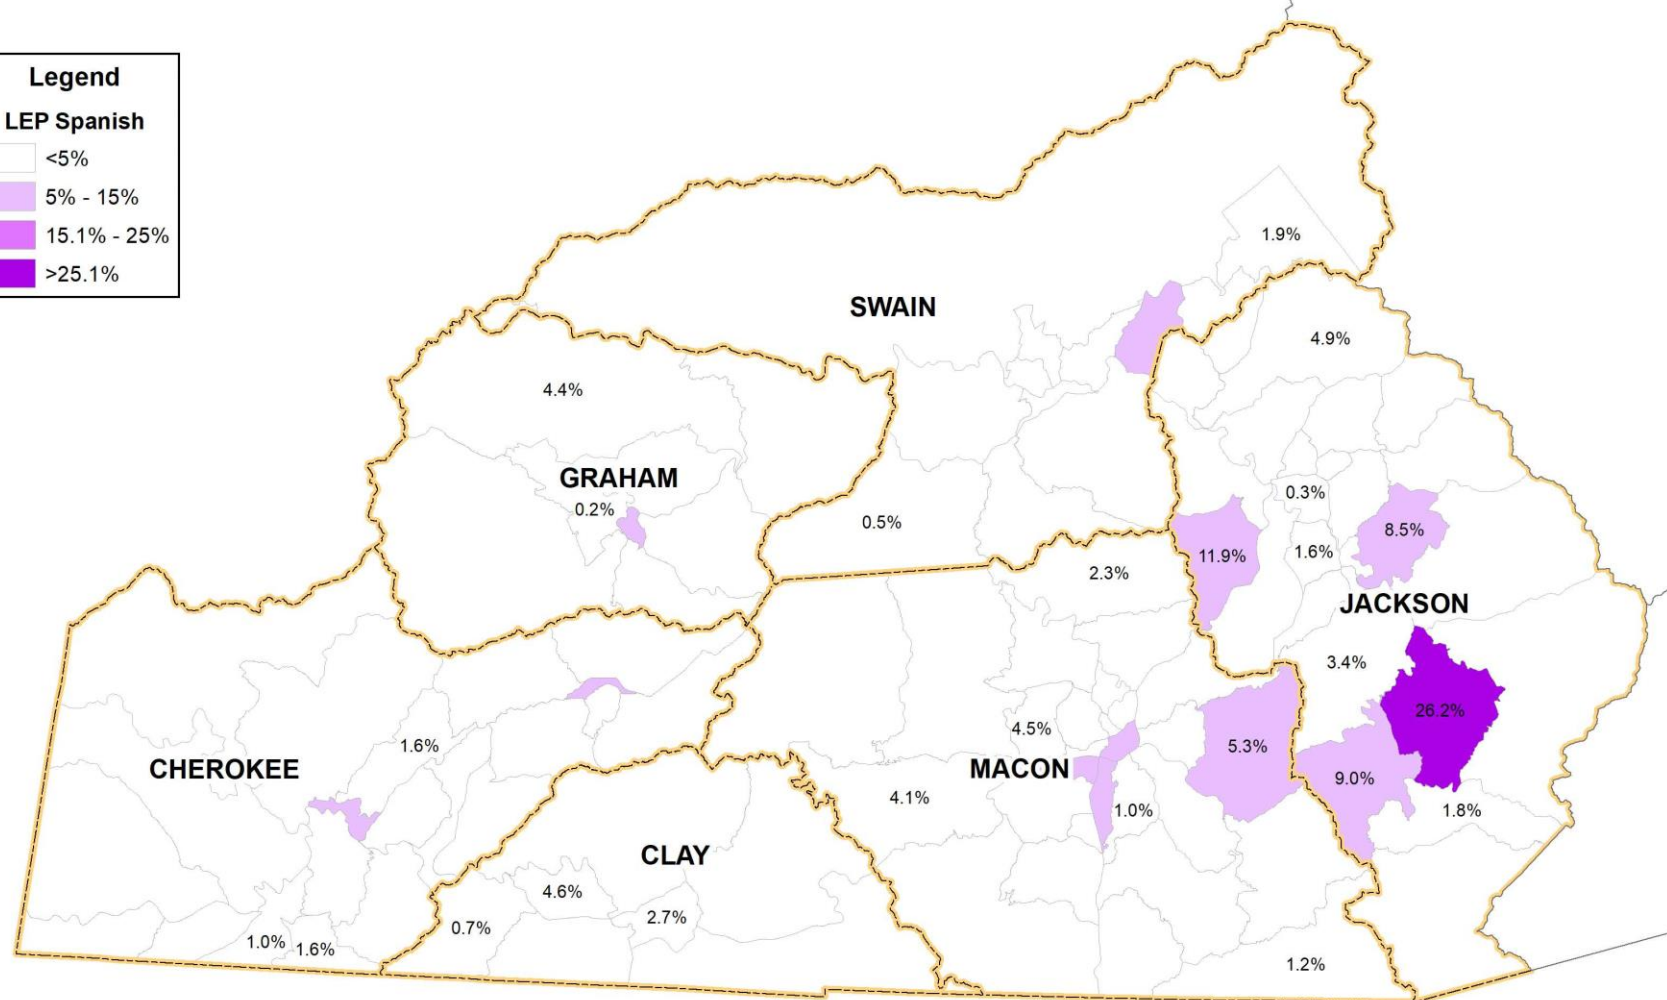 Legend
LEP Spanish
<5%
5% - 15%
15.1% - 25%
>25.1%
1.9%
SWAIN
4.9%
4.4%
GRAHAM
0.2%
0.3%
0.5%
8.5%
11.9%
1.6%
2.3%
JACKSON
3.4%
26.2%
4.5%
1.6%
5.3%
CHEROKEE
MACON
9.0%
4.1%
1.0%
1.8%
CLAY
4.6%
2.7%
0.7%
1.0%
1.6%
1.2%